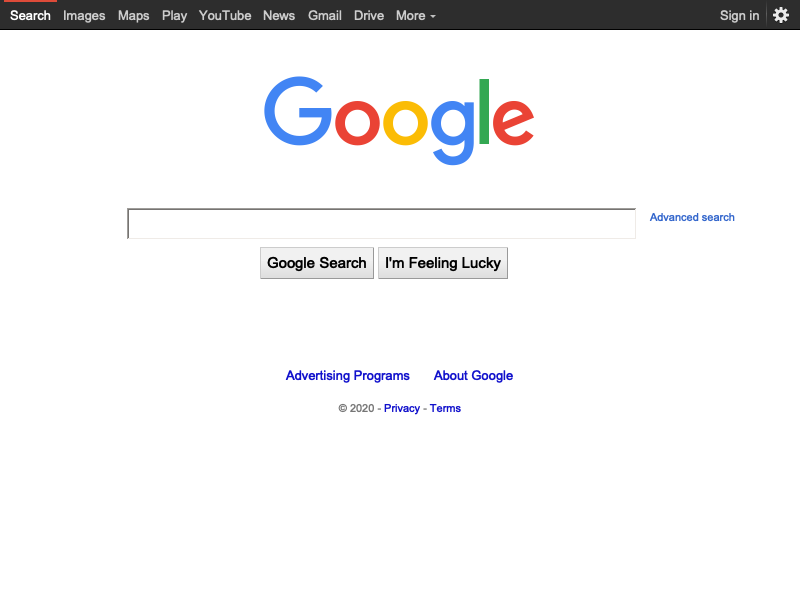 Search Images Maps Play YouTube News Gmail Drive More Sign in
Google
Advanced search
Google Search I'm Feeling Lucky
Advertising Programs About Google
© 2020 - Privacy - Terms